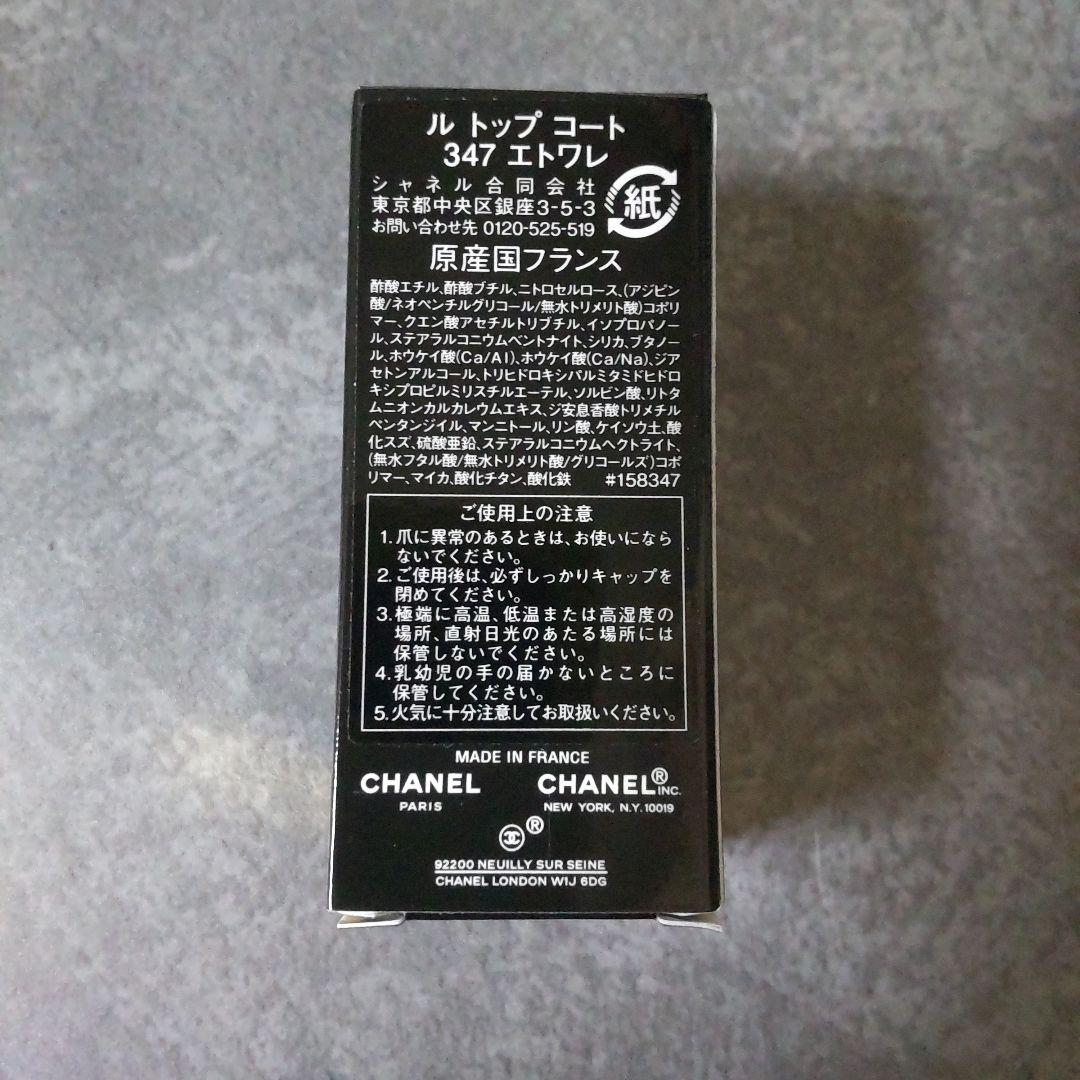 ル トップ コート
347 エトワレ
シャネル合同会社
東京都中央区銀座3-5-3
お問い合わせ先 0120-525-519
紙
原産国フランス
酢酸エチル、酢酸ブチル、ニトロセルロース、(アジピン
酸/ネオペンチルグリコール/無水トリメリト酸)コポリ
マー、クエン酸アセチルトリブチル、イソプロパノー
ル、ステアラルコニウムベントナイト、シリカ、ブタノー
ル、ホウケイ酸(Ca/Al)、ホウケイ酸(Ca/Na)、ジア
セトンアルコール、トリヒドロキシパルミタミドヒドロ
キシプロピルミリスチルエーテル、ソルビン酸、リトタ
ムニオンカルカレウムエキス、ジ安息香酸トリメチル
ペンタンジイル、マンニトール、リン酸、ケイソウ土、酸
化スズ、硫酸亜鉛、ステアラルコニウムヘクトライト、
(無水フタル酸/無水トリメリト酸/グリコールズ)コポ
リマー、マイカ、酸化チタン、酸化鉄 #158347
ご使用上の注意
1. 爪に異常のあるときは、お使いになら
ないでください。
2. ご使用後は、必ずしっかりキャップを
閉めてください。
3. 極端に高温、低温または高湿度の
場所、直射日光のあたる場所には
保管しないでください。
4. 乳幼児の手の届かないところに
保管してください。
5. 火気に十分注意してお取扱いください。
MADE IN FRANCE
CHANEL CHANEL® INC.
PARIS NEW YORK, N.Y. 10019
®
92200 NEUILLY SUR SEINE
CHANEL LONDON W1J 6DG